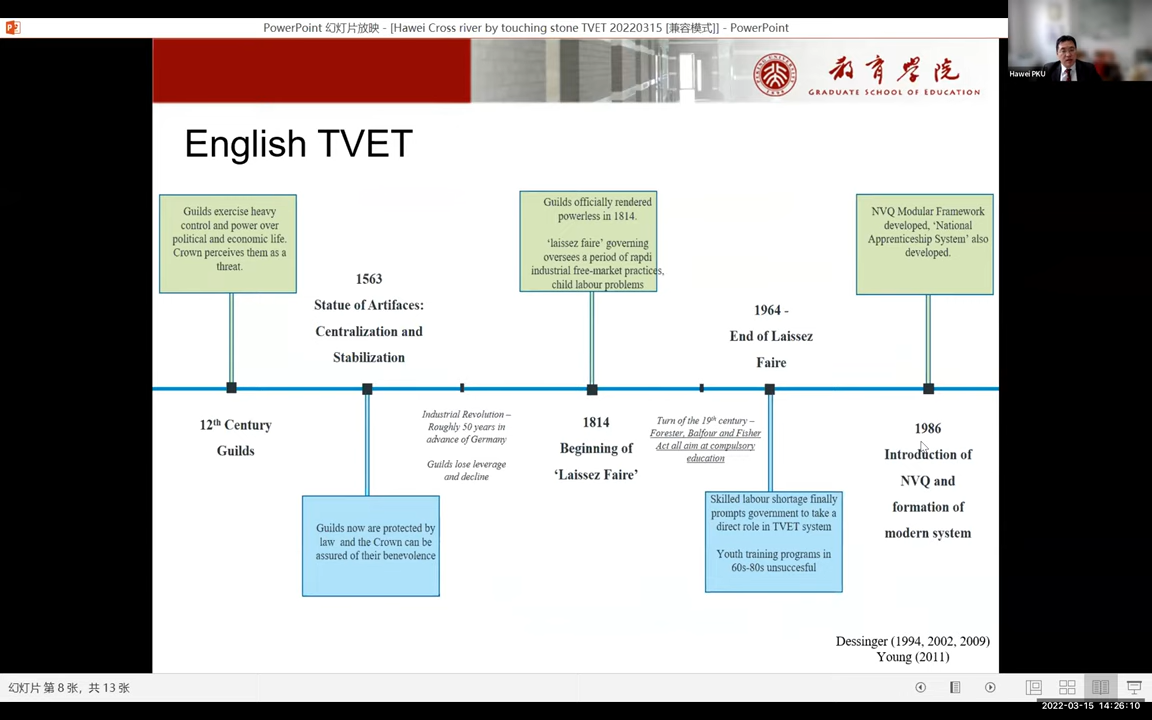 PowerPoint 幻灯片放映 - [Hawei Cross river by touching stone TVET 20220315 [兼容模式]] - PowerPoint
Hawei PKU
教育学院
GRADUATE SCHOOL OF EDUCATION
English TVET
Guilds exercise heavy
control and power over
political and economic life.
Crown perceives them as a
threat.
1563
Statue of Artifaces:
Centralization and
Stabilization
Guilds officially rendered
powerless in 1814.
‘laissez faire’ governing
oversees a period of rapdi
industrial free-market practices,
child labour problems
1964 -
End of Laissez
Faire
NVQ Modular Framework
developed, ‘National
Apprenticeship System’ also
developed.
12th Century
Guilds
Guilds now are protected by
law and the Crown can be
assured of their benevolence
Industrial Revolution –
Roughly 50 years in
advance of Germany
Guilds lose leverage
and decline
1814
Beginning of
‘Laissez Faire’
Turn of the 19th century –
Forester, Balfour and Fisher
Act all aim at compulsory
education
Skilled labour shortage finally
prompts government to take a
direct role in TVET system
Youth training programs in
60s-80s unsuccesful
1986
Introduction of
NVQ and
formation of
modern system
Dessinger (1994, 2002, 2009)
Young (2011)
幻灯片 第 8 张，共 13 张
2022-03-15 14:26:10